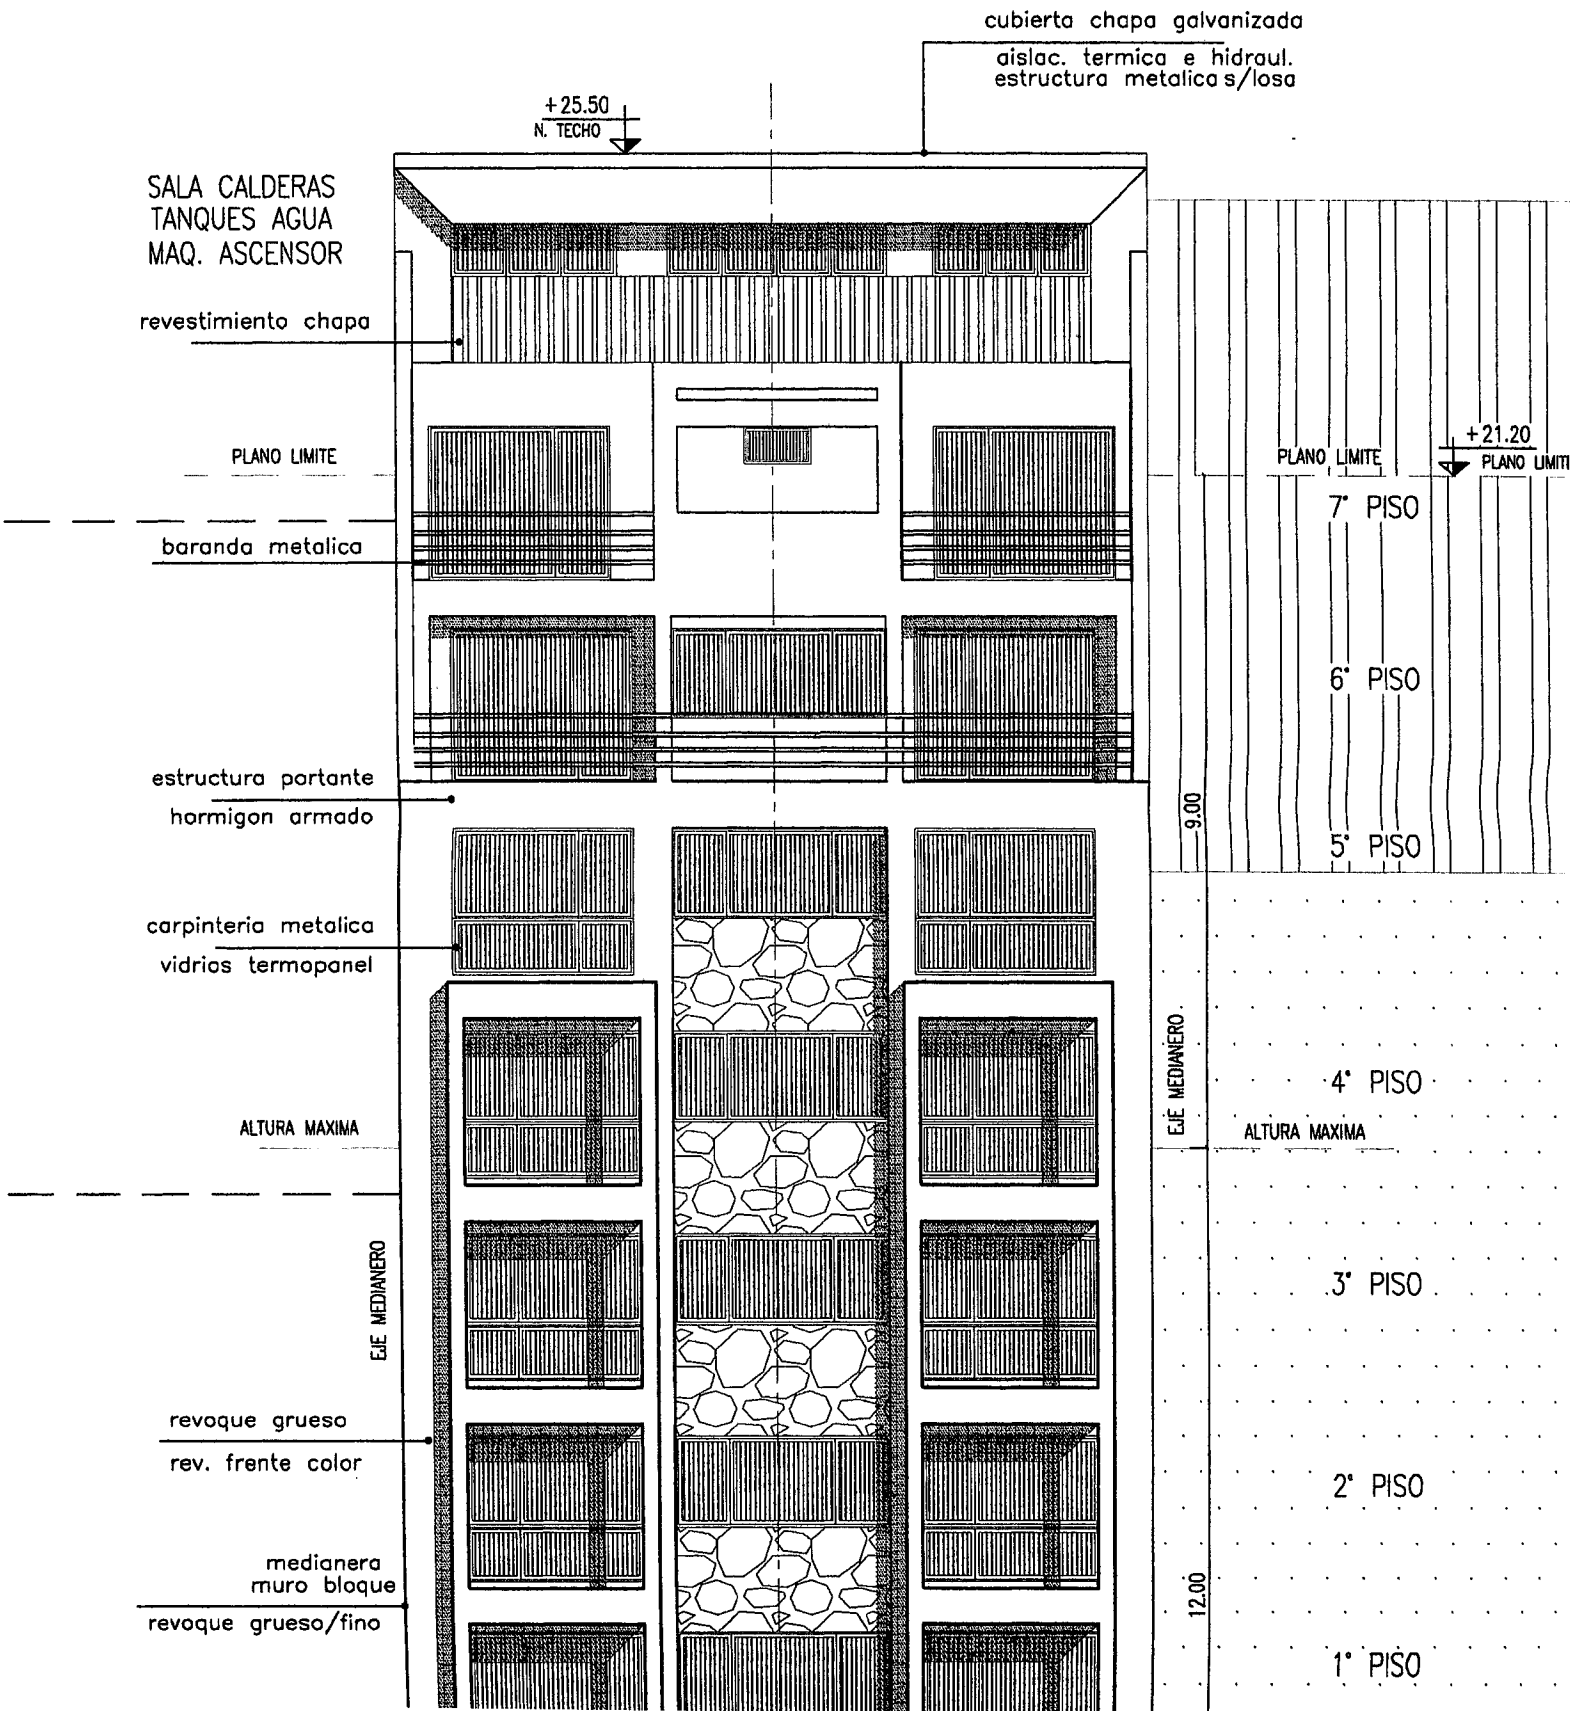 cubierta chapa galvanizada
aislac. termica e hidraul.
estructura metalica s/losa
+25.50
N. TECHO
SALA CALDERAS
TANQUES AGUA
MAQ. ASCENSOR
revestimiento chapa
PLANO LIMITE
PLANO LIMITE
+21.20
PLANO LIMITE
7° PISO
baranda metalica
6° PISO
estructura portante
hormigon armado
9.00
5° PISO
carpinteria metalica
vidrios termopanel
EJE MEDIANERO
4° PISO
ALTURA MAXIMA
ALTURA MAXIMA
EJE MEDIANERO
3° PISO
revoque grueso
rev. frente color
2° PISO
medianera
muro bloque
revoque grueso/fino
12.00
1° PISO